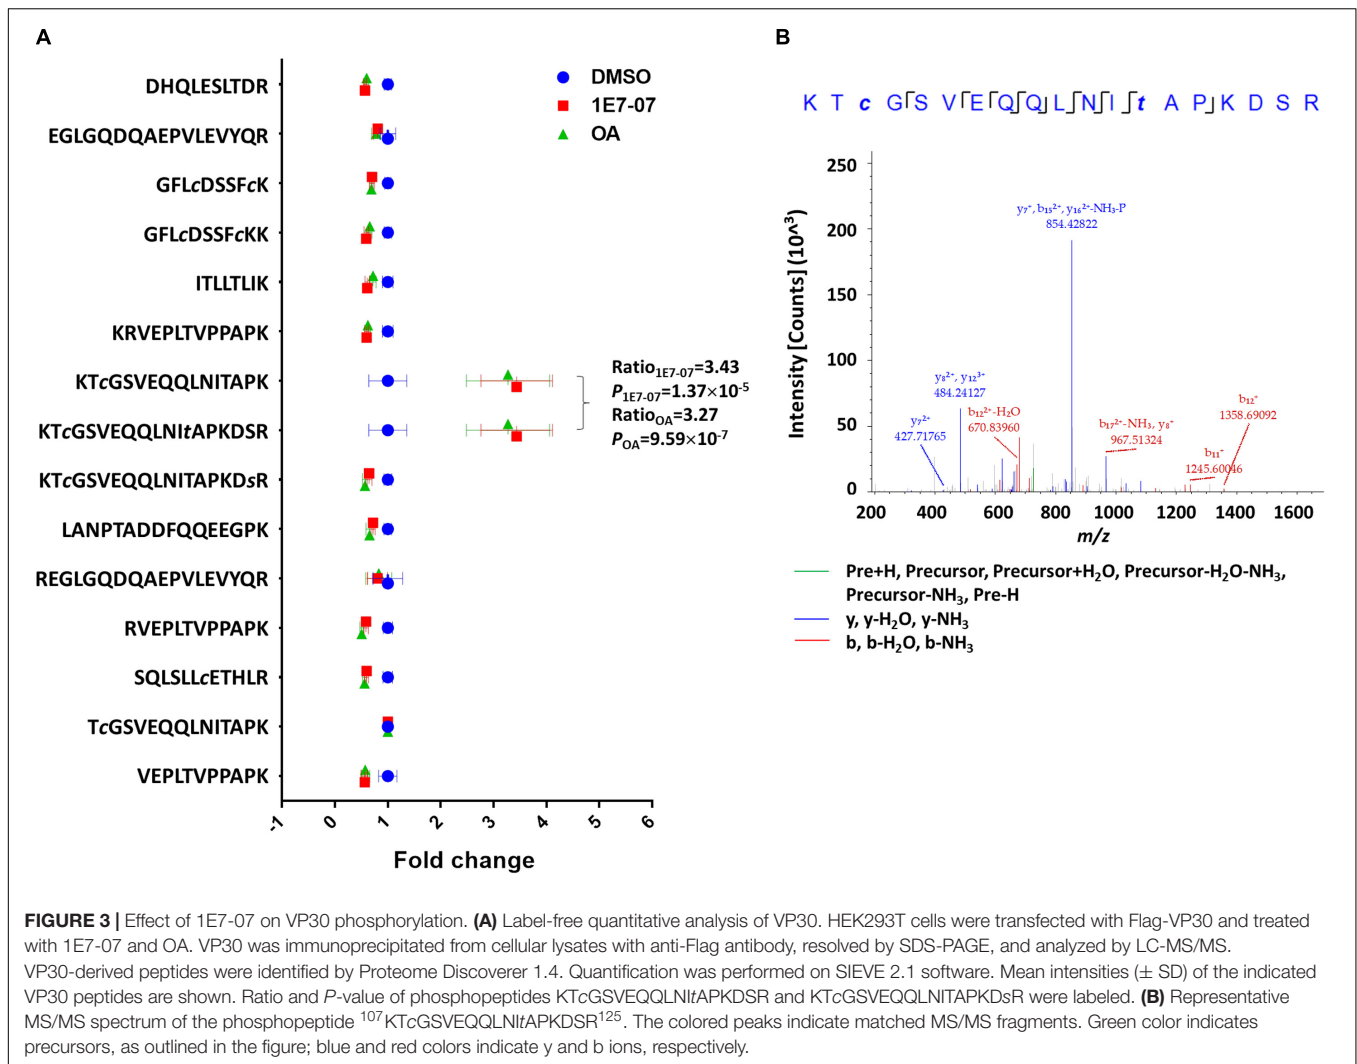 A
DMSO
1E7-07
OA
DHQLESLTDR
EGLGQDQAEPVLEVYQR
GFLcDSSFcK
GFLcDSSFcKK
ITLLTLIK
KRVEPLTVPPAPK
KTcGSVEQQLNITAPK
KTcGSVEQQLNItAPKDSR
KTcGSVEQQLNITAPKDsR
LANPTADDFQQEEGPK
REGLGQDQAEPVLEVYQR
RVEPLTVPPAPK
SQLSLLcETHLR
TcGSVEQQLNITAPK
VEPLTVPPAPK
Ratio1E7-07=3.43
P1E7-07=1.37×10-5
RatioOA=3.27
POA=9.59×10-7
-1 0 1 2 3 4 5 6
Fold change
B
K T c G S V E Q Q L N I t A P K D S R
Intensity [Counts] (10^3)
250
200
150
100
50
0
y₇⁺, b₁₅²⁺, y₁₆²⁺-NH₃-P
854.42822
y₈²⁺, y₁₂³⁺
484.24127
y₇²⁺
427.71765
b₁₂²⁺-H₂O
670.83960
b₁₇²⁺-NH₃, y₈⁺
967.51324
b₁₁⁺
1245.60046
b₁₂⁺
1358.69092
200 400 600 800 1000 1200 1400 1600
m/z
Pre+H, Precursor, Precursor+H₂O, Precursor-H₂O-NH₃,
Precursor-NH₃, Pre-H
y, y-H₂O, y-NH₃
b, b-H₂O, b-NH₃
FIGURE 3 | Effect of 1E7-07 on VP30 phosphorylation. (A) Label-free quantitative analysis of VP30. HEK293T cells were transfected with Flag-VP30 and treated
with 1E7-07 and OA. VP30 was immunoprecipitated from cellular lysates with anti-Flag antibody, resolved by SDS-PAGE, and analyzed by LC-MS/MS.
VP30-derived peptides were identified by Proteome Discoverer 1.4. Quantification was performed on SIEVE 2.1 software. Mean intensities (± SD) of the indicated
VP30 peptides are shown. Ratio and P-value of phosphopeptides KTcGSVEQQLNItAPKDSR and KTcGSVEQQLNITAPKDsR were labeled. (B) Representative
MS/MS spectrum of the phosphopeptide ¹⁰⁷KTcGSVEQQLNItAPKDSR¹²⁵. The colored peaks indicate matched MS/MS fragments. Green color indicates
precursors, as outlined in the figure; blue and red colors indicate y and b ions, respectively.